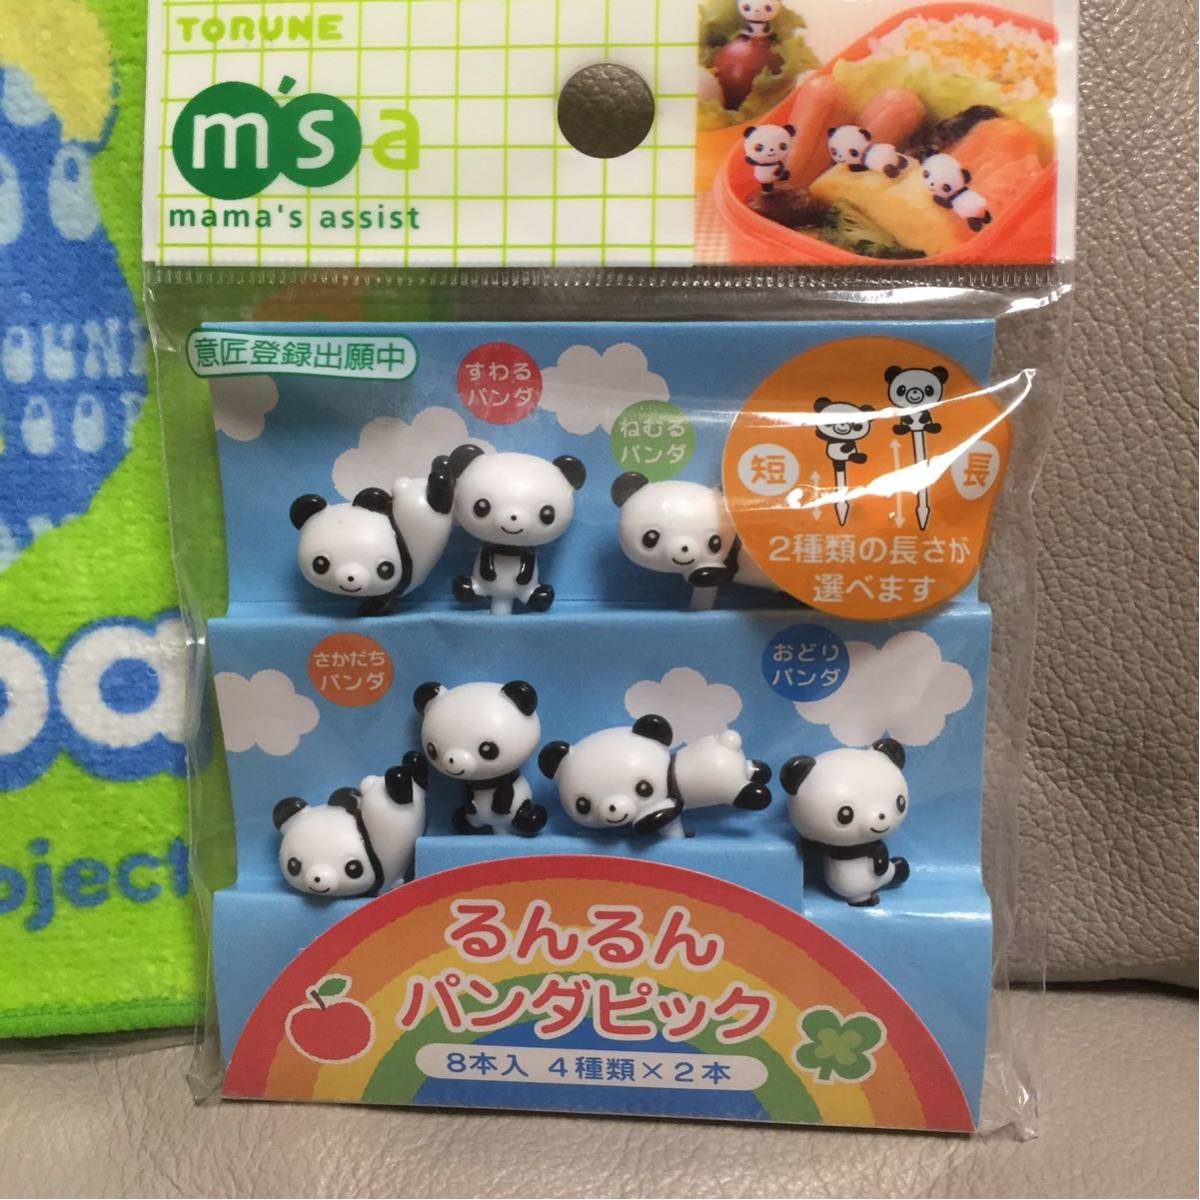 TORUNE
m's a
mama's assist
意匠登録出願中
すわる
パンダ
ねむる
パンダ
短
長
2種類の長さが
選べます
さかだち
パンダ
おどり
パンダ
るんるん
パンダピック
8本入 4種類×2本
oject